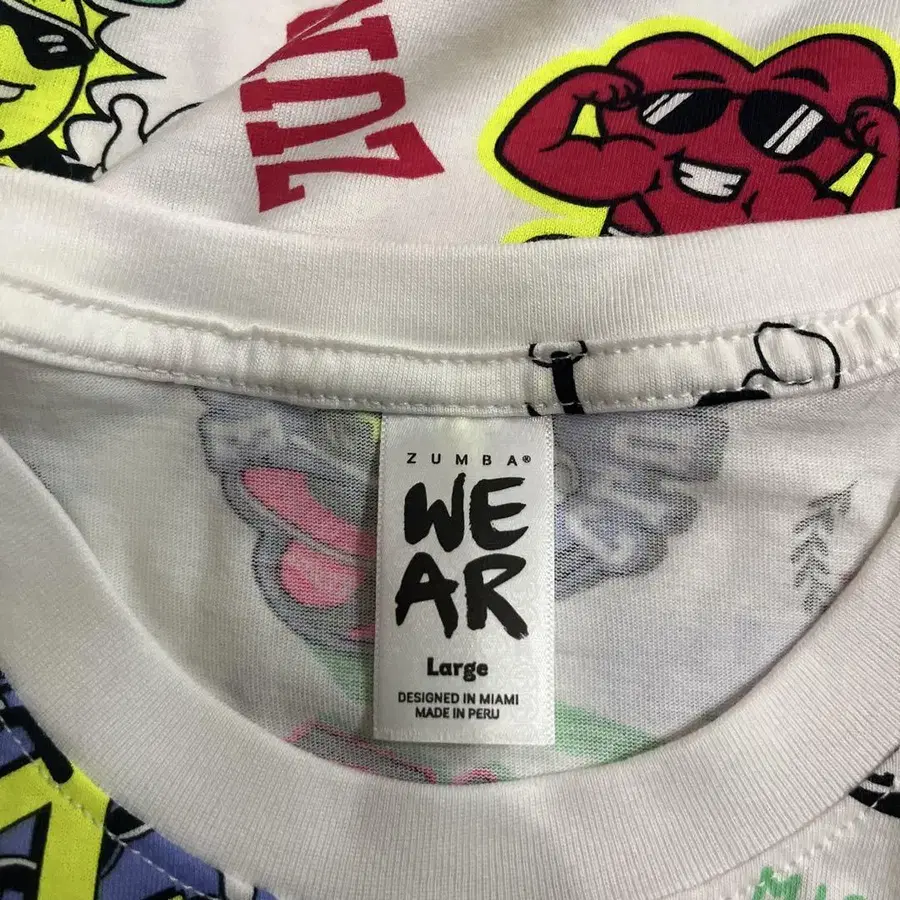 ZUMBA®
WE
AR
Large
DESIGNED IN MIAMI
MADE IN PERU